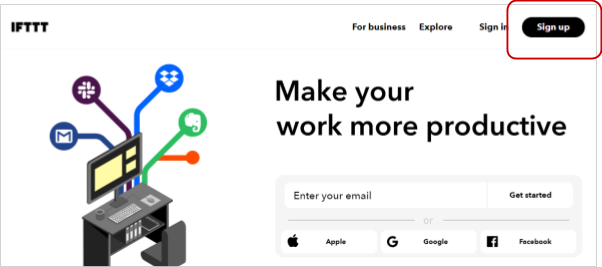 IFTTT
For business Explore Sign in Sign up
Make your
work more productive
Enter your email Get started
or
Apple Google Facebook